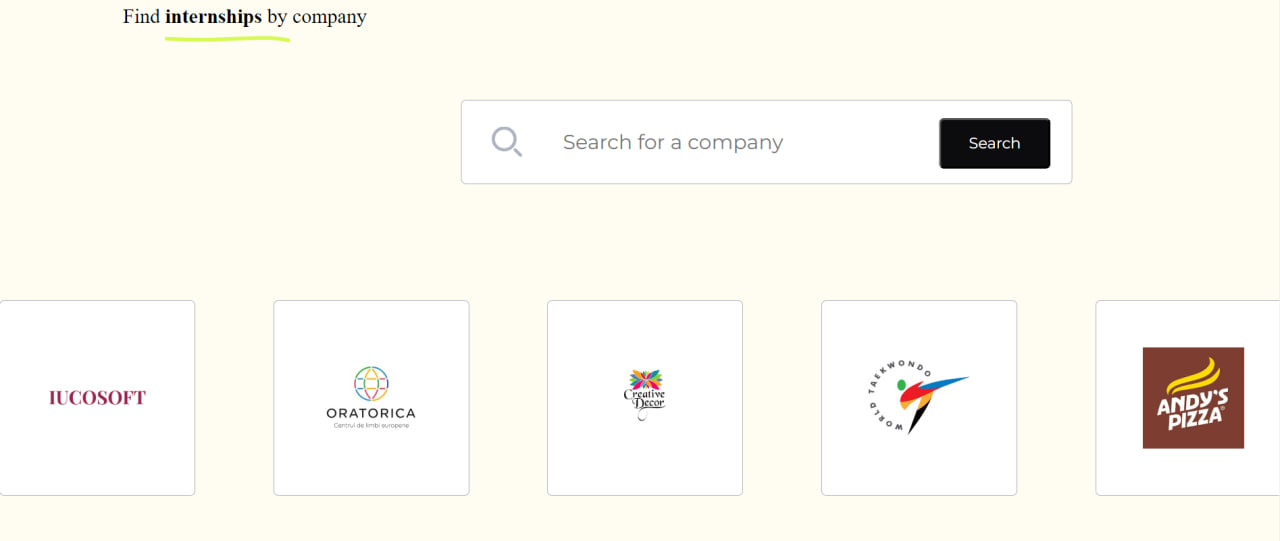 Find internships by company
Search for a company
Search
IUCOSOFT
ORATORICA
Centrul de limbi europene
Creative
Decor
WORLD TAEKWONDO
ANDY'S
PIZZA